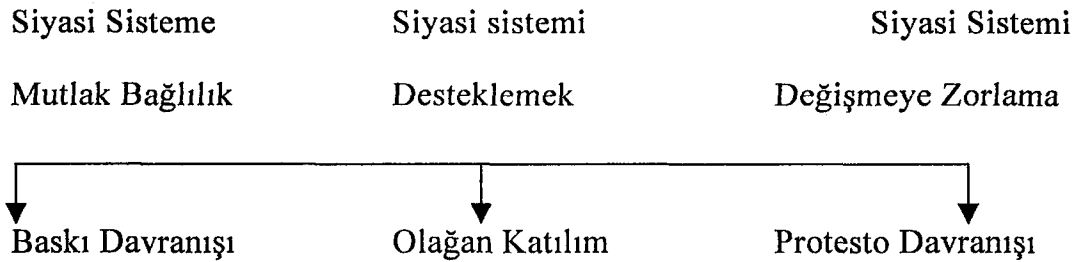 Siyasi Sisteme Siyasi sistemi Siyasi Sistemi
Mutlak Bağlılık Desteklemek Değişmeye Zorlama
Baskı Davranışı Olağan Katılım Protesto Davranışı